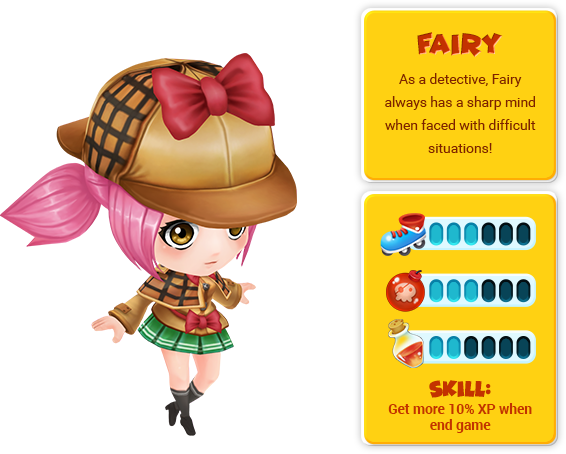 FAIRY
As a detective, Fairy
always has a sharp mind
when faced with difficult
situations!
SKILL:
Get more 10% XP when
end game